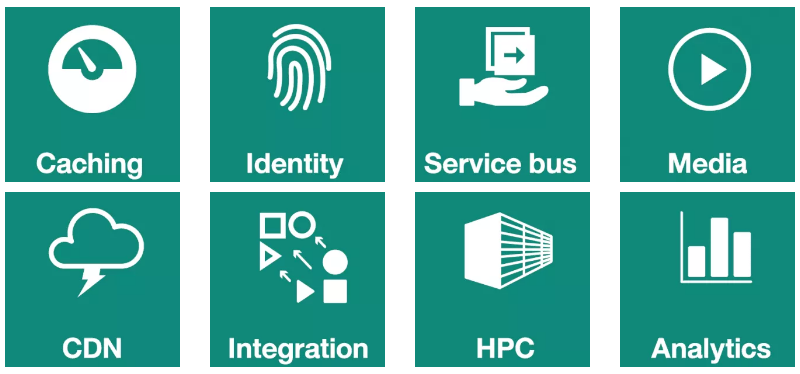 Caching
Identity
Service bus
Media
CDN
Integration
HPC
Analytics